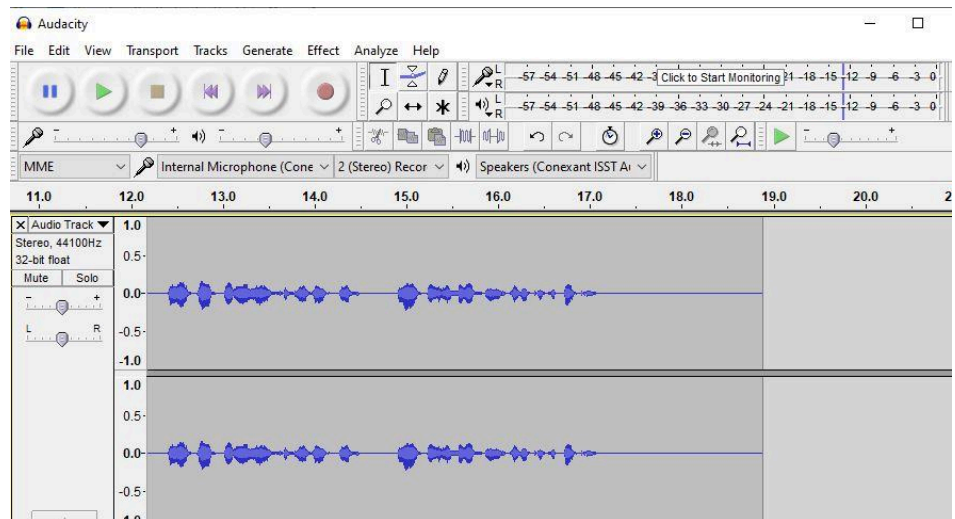 Audacity
File Edit View Transport Tracks Generate Effect Analyze Help
L
R
-57 -54 -51 -48 -45 -42 -3 Click to Start Monitoring 21 -18 -15 -12 -9 -6 -3 0
L
R
-57 -54 -51 -48 -45 -42 -39 -36 -33 -30 -27 -24 -21 -18 -15 -12 -9 -6 -3 0
- + - + - +
MME Internal Microphone (Cone 2 (Stereo) Recor Speakers (Conexant ISST Au
11.0 12.0 13.0 14.0 15.0 16.0 17.0 18.0 19.0 20.0 2
X Audio Track 1.0
Stereo, 44100Hz
32-bit float 0.5-
Mute Solo
- + 0.0-
L R -0.5-
-1.0
1.0
0.5-
0.0-
-0.5-